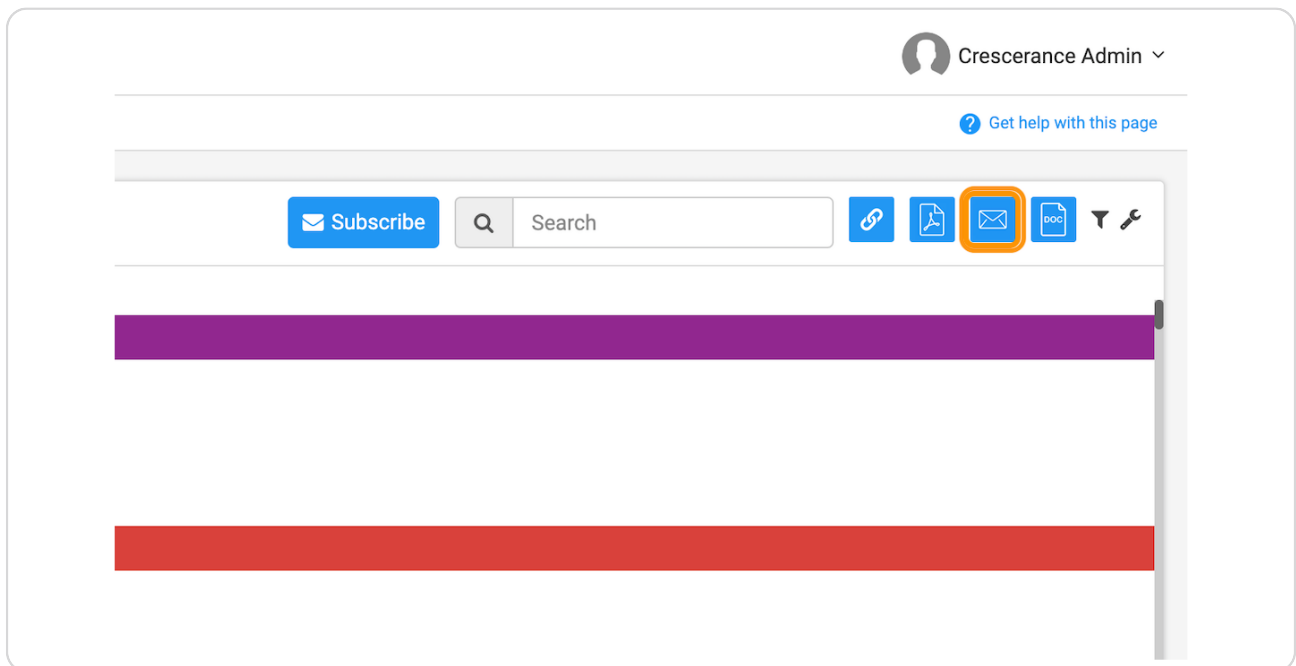 Crescerance Admin
Get help with this page
Subscribe
Search
DOC